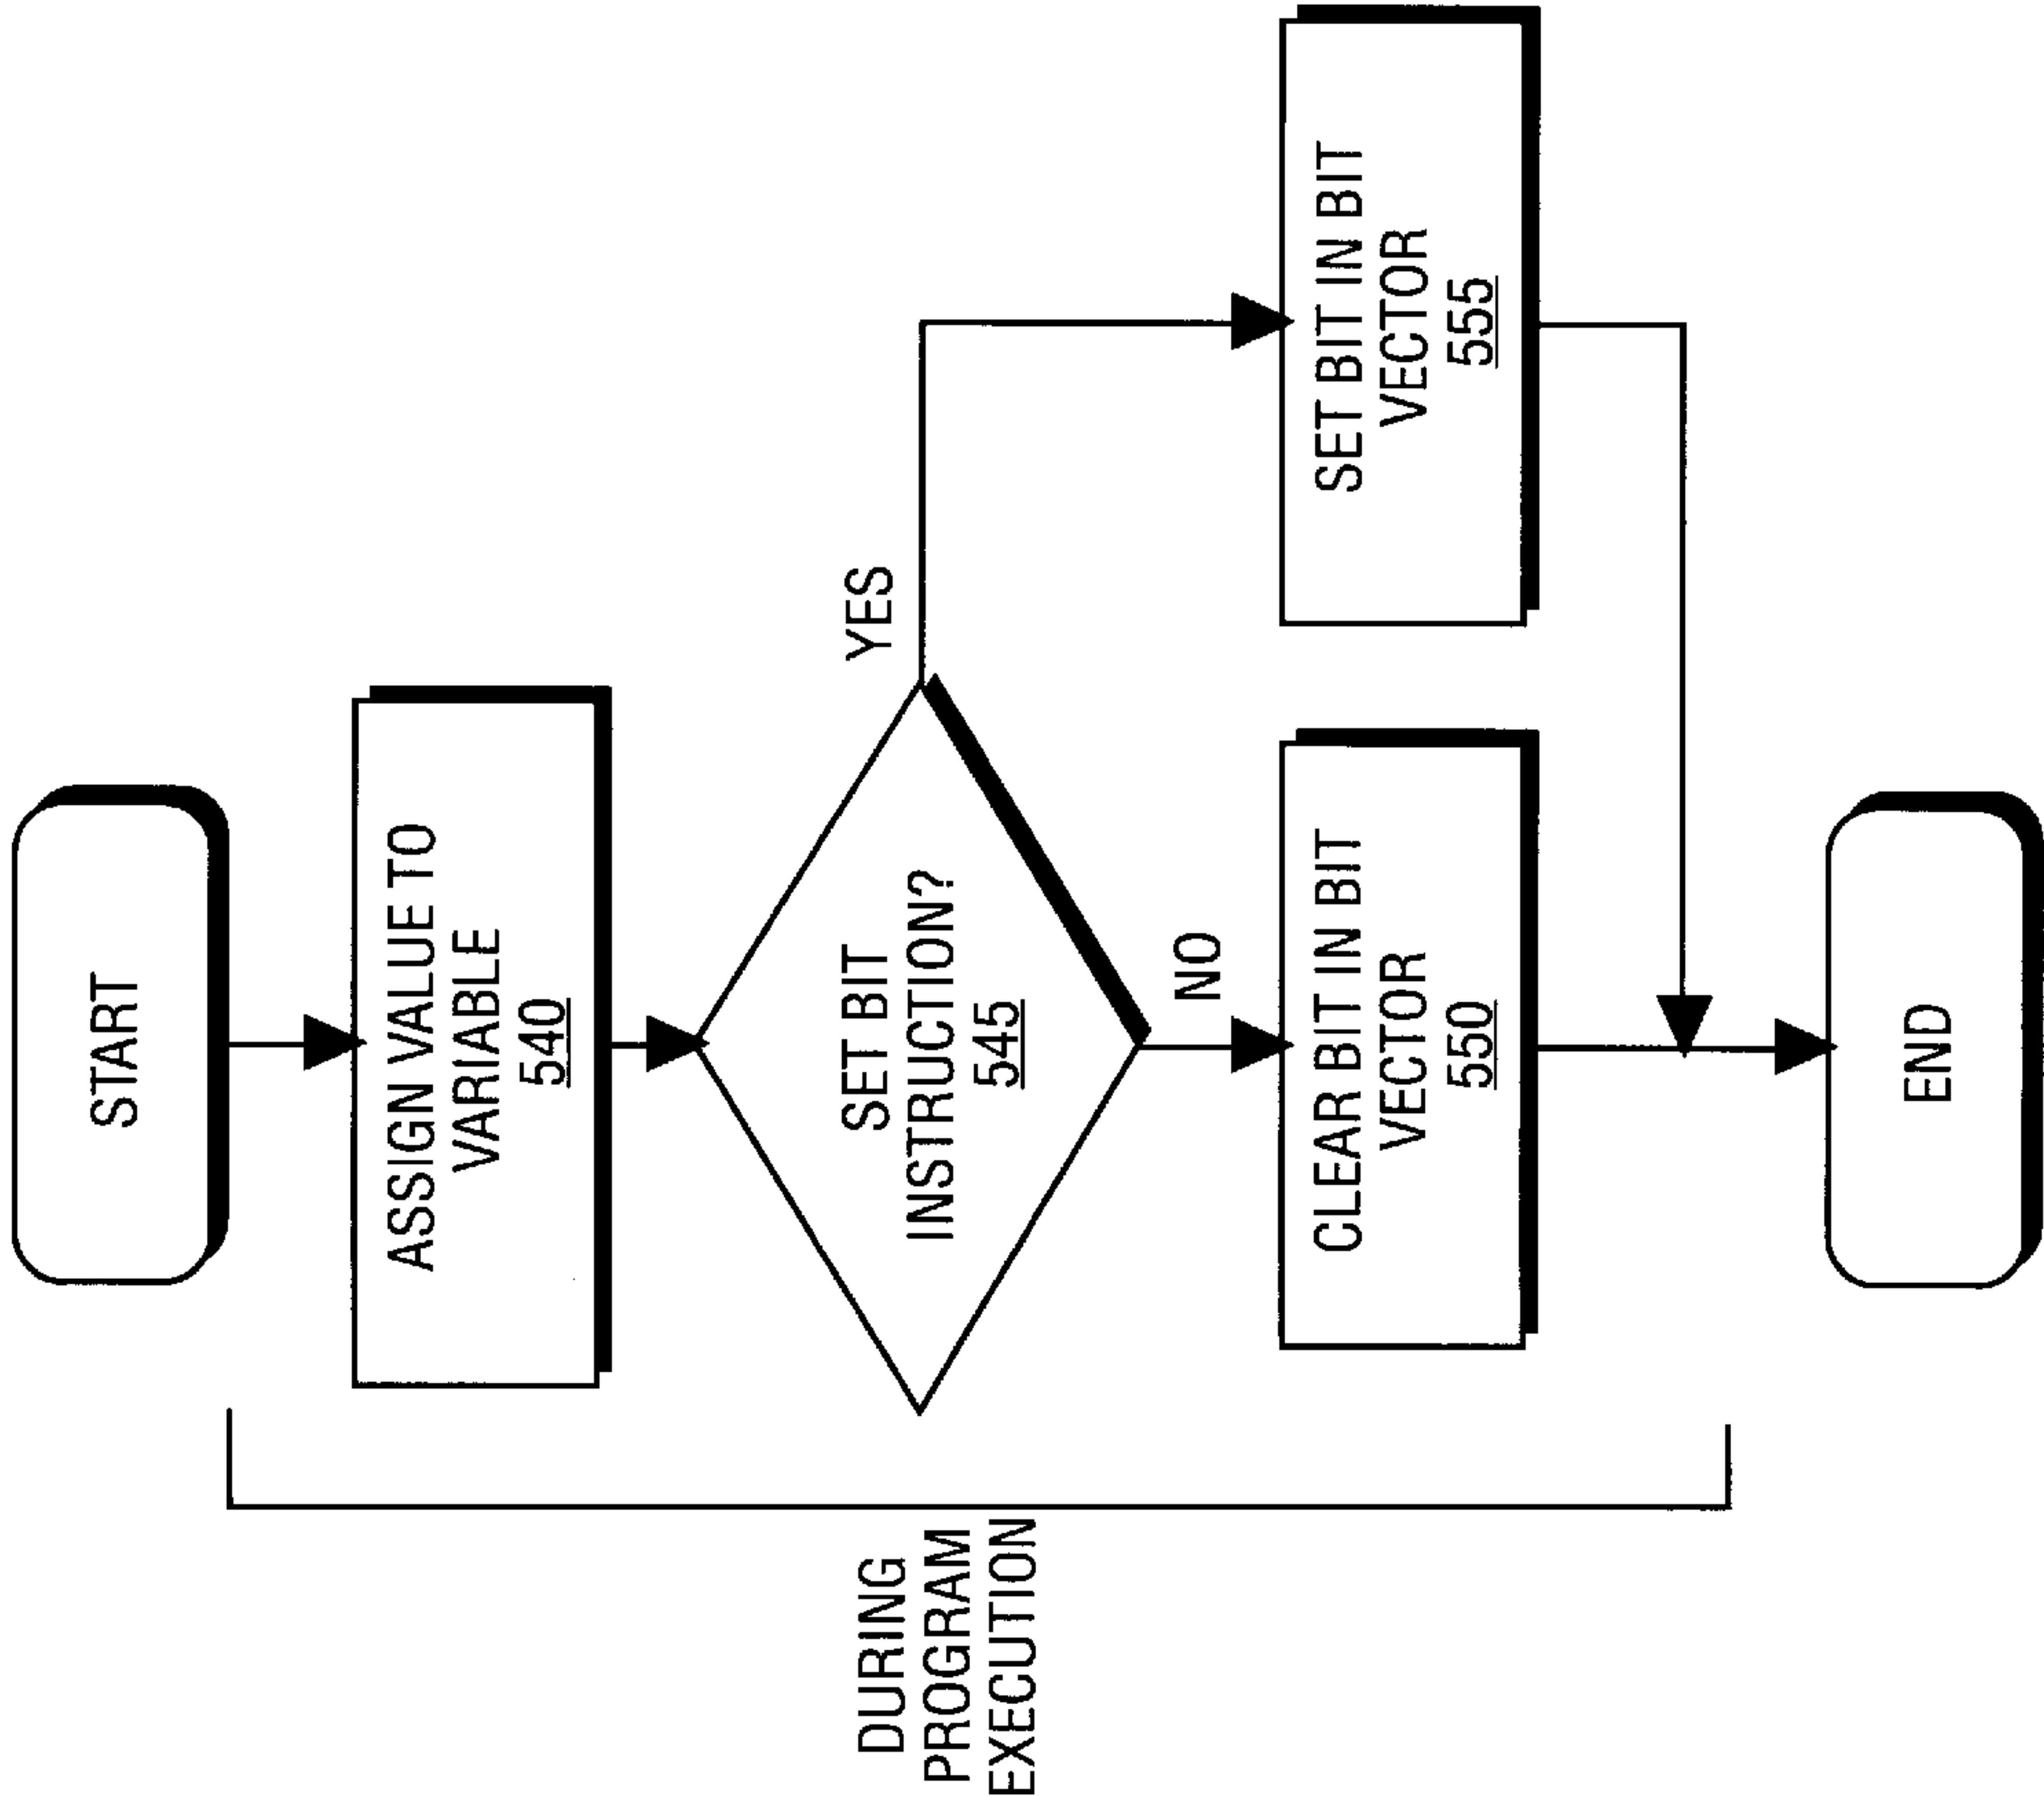 START
ASSIGN VALUE TO
VARIABLE
540
SET BIT
INSTRUCTION?
545
YES
NO
CLEAR BIT IN BIT
VECTOR
550
SET BIT IN BIT
VECTOR
555
END
DURING
PROGRAM
EXECUTION